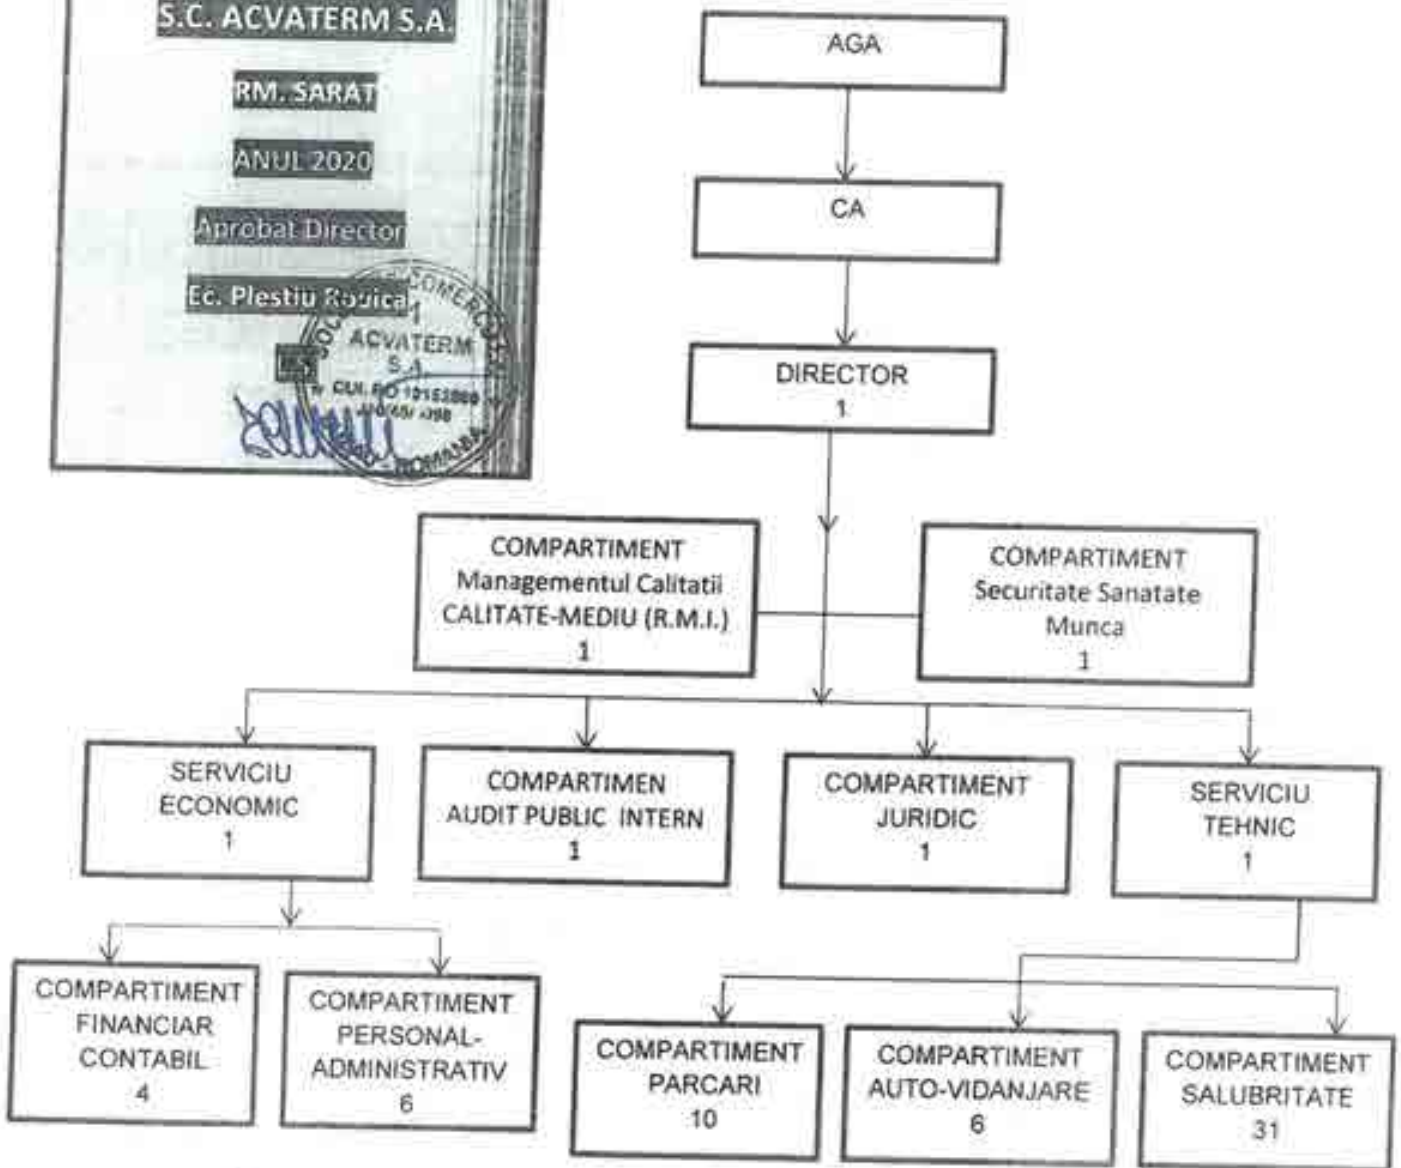 S.C. ACVATERM S.A.
RM. SARAT
ANUL 2020
Aprobat Director
Ec. Plestiu Rodica
ACVATERM
S.A.
ROMANIA
AGA
CA
DIRECTOR
1
COMPARTIMENT
Managementul Calitatii
CALITATE-MEDIU (R.M.I.)
1
COMPARTIMENT
Securitate Sanatate
Munca
1
SERVICIU
ECONOMIC
1
COMPARTIMEN
AUDIT PUBLIC INTERN
1
COMPARTIMENT
JURIDIC
1
SERVICIU
TEHNIC
1
COMPARTIMENT
FINANCIAR
CONTABIL
4
COMPARTIMENT
PERSONAL-
ADMINISTRATIV
6
COMPARTIMENT
PARCARI
10
COMPARTIMENT
AUTO-VIDANJARE
6
COMPARTIMENT
SALUBRITATE
31